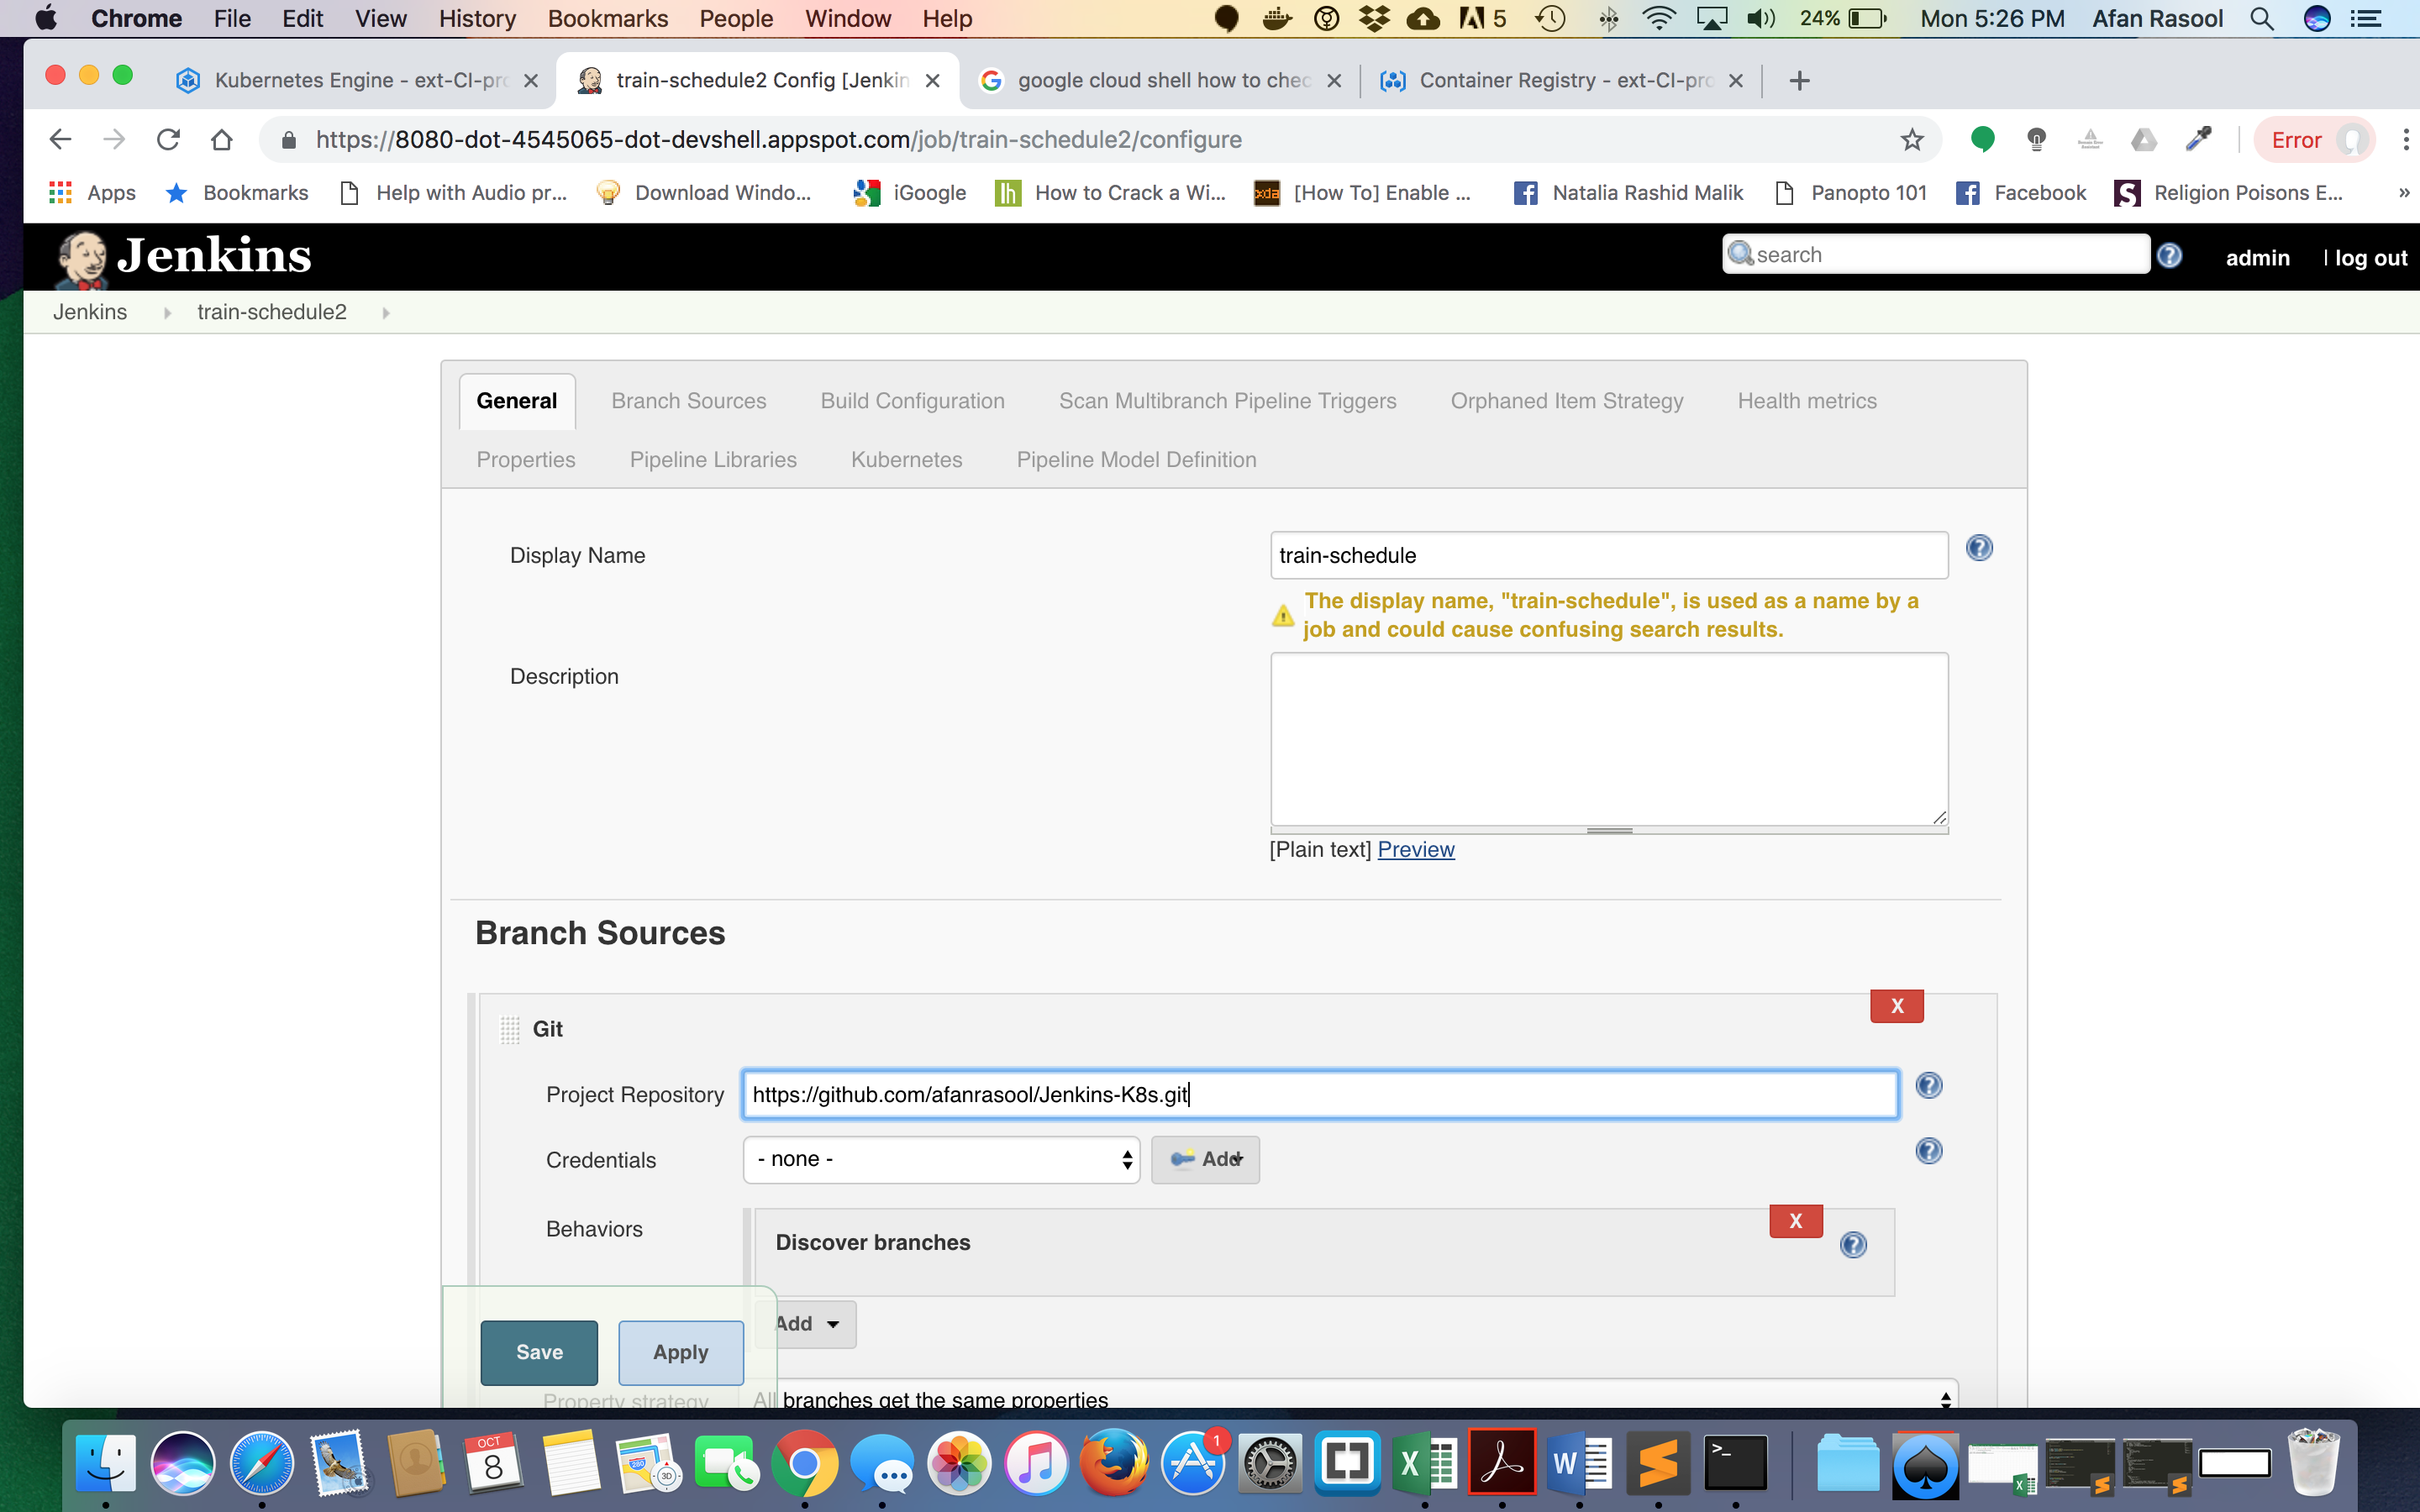 Chrome File Edit View History Bookmarks People Window Help 5 24% Mon 5:26 PM Afan Rasool
Kubernetes Engine - ext-CI-pro train-schedule2 Config [Jenkin google cloud shell how to chec Container Registry - ext-CI-pro
https://8080-dot-4545065-dot-devshell.appspot.com/job/train-schedule2/configure Error
Apps Bookmarks Help with Audio pr... Download Windo... iGoogle How to Crack a Wi... [How To] Enable ... Natalia Rashid Malik Panopto 101 Facebook Religion Poisons E... »
Jenkins search admin | log out
Jenkins train-schedule2
General Branch Sources Build Configuration Scan Multibranch Pipeline Triggers Orphaned Item Strategy Health metrics
Properties Pipeline Libraries Kubernetes Pipeline Model Definition
Display Name train-schedule
The display name, "train-schedule", is used as a name by a
job and could cause confusing search results.
Description
[Plain text] Preview
Branch Sources
X
Git
Project Repository https://github.com/afanrasool/Jenkins-K8s.git
Credentials - none - Add
X
Behaviors
Discover branches
Add
Save Apply
Property strategy All branches get the same properties
OCT
8
280
3D
1